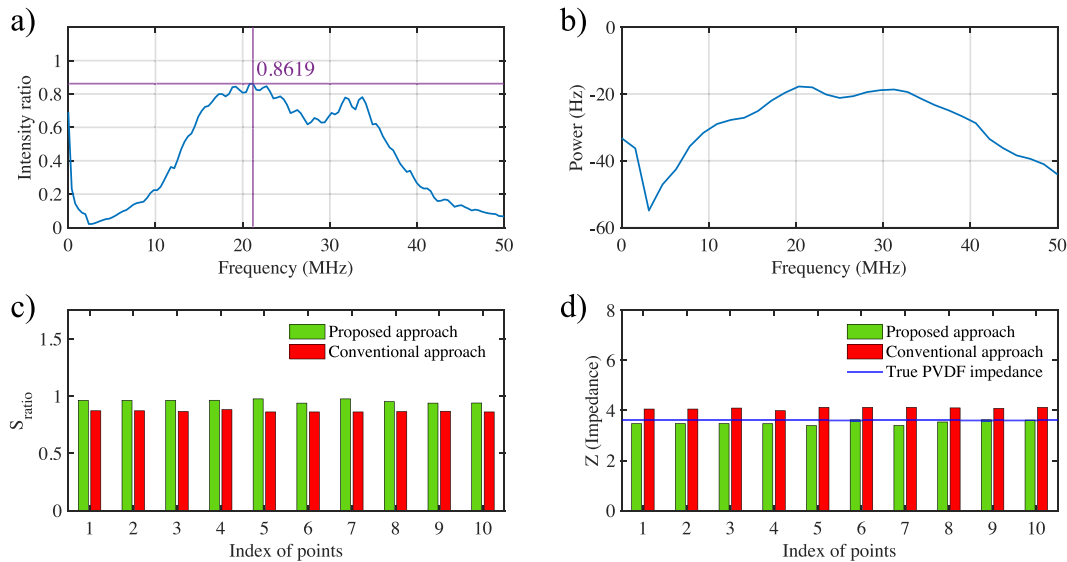 a)
Intensity ratio
1
0.8
0.6
0.4
0.2
0
0.8619
0 10 20 30 40 50
Frequency (MHz)
b)
Power (Hz)
0
-20
-40
-60
0 10 20 30 40 50
Frequency (MHz)
c)
S_ratio
1.5
1
0.5
0
Proposed approach
Conventional approach
1 2 3 4 5 6 7 8 9 10
Index of points
d)
Z (Impedance)
8
6
4
2
0
Proposed approach
Conventional approach
True PVDF impedance
1 2 3 4 5 6 7 8 9 10
Index of points